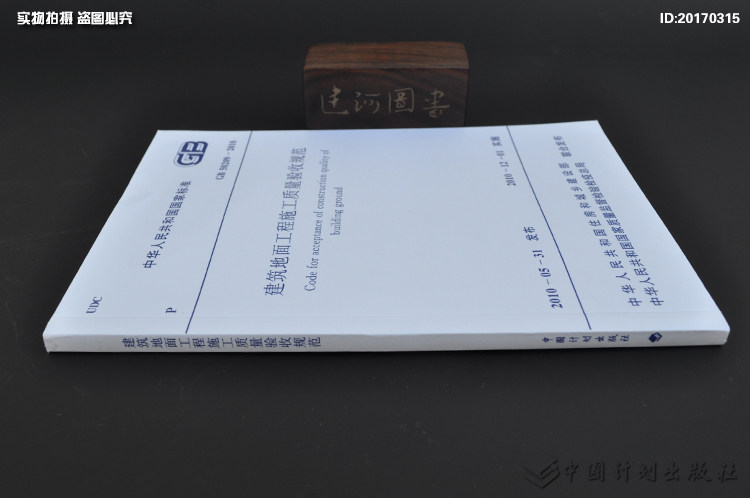 实物拍摄 盗图必究
ID:20170315
达河圖書
UDC
中华人民共和国国家标准
GB
P
GB 50209-2010
建筑地面工程施工质量验收规范
Code for acceptance of construction quality of
building ground
2010-05-31 发布
2010-12-01 实施
中华人民共和国住房和城乡建设部
中华人民共和国国家质量监督检验检疫总局
联合发布
建筑地面工程施工质量验收规范
中国计划出版社
中国计划出版社